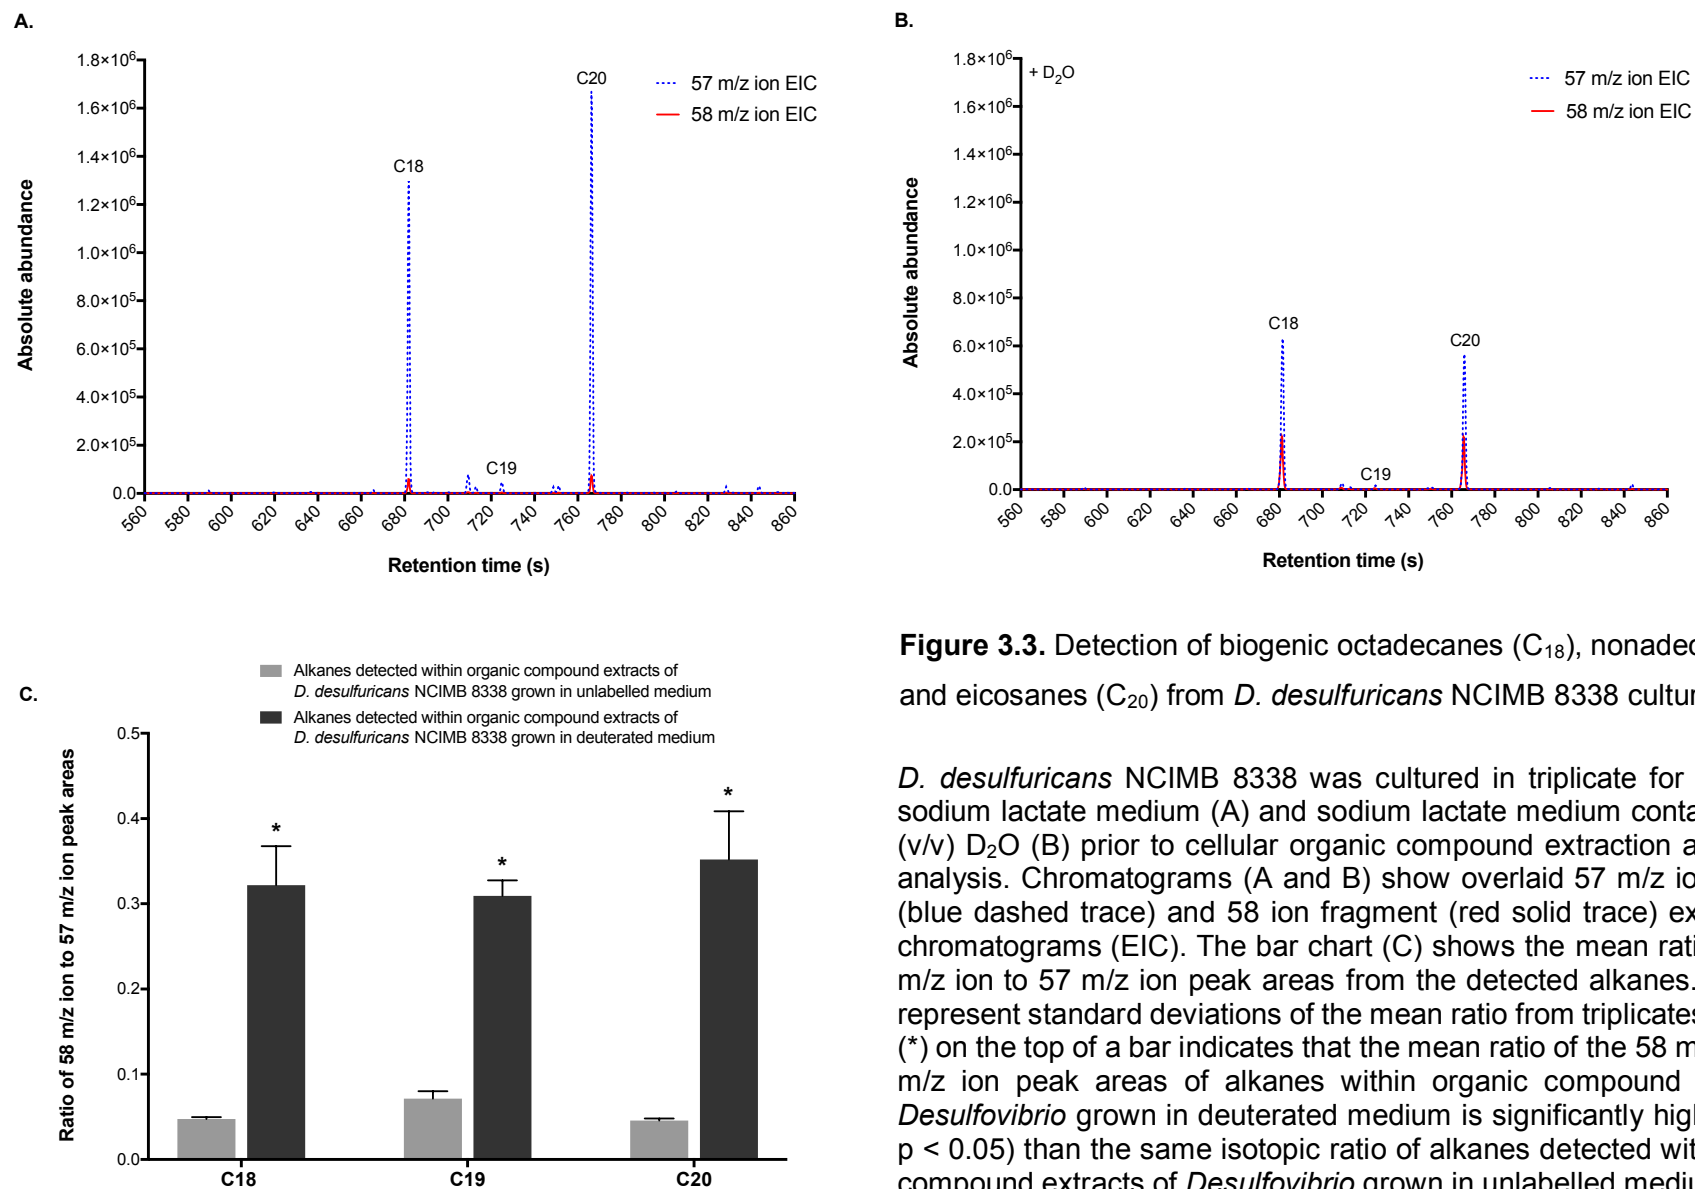 A.
1.8×10⁶
1.6×10⁶
1.4×10⁶
1.2×10⁶
1.0×10⁶
8.0×10⁵
6.0×10⁵
4.0×10⁵
2.0×10⁵
0.0
Absolute abundance
C18
C19
C20
57 m/z ion EIC
58 m/z ion EIC
560 580 600 620 640 660 680 700 720 740 760 780 800 820 840 860
Retention time (s)
B.
1.8×10⁶
1.6×10⁶
1.4×10⁶
1.2×10⁶
1.0×10⁶
8.0×10⁵
6.0×10⁵
4.0×10⁵
2.0×10⁵
0.0
Absolute abundance
+ D₂O
C18
C19
C20
57 m/z ion EIC
58 m/z ion EIC
560 580 600 620 640 660 680 700 720 740 760 780 800 820 840 860
Retention time (s)
C.
Alkanes detected within organic compound extracts of
D. desulfuricans NCIMB 8338 grown in unlabelled medium
Alkanes detected within organic compound extracts of
D. desulfuricans NCIMB 8338 grown in deuterated medium
0.5
0.4
0.3
0.2
0.1
0.0
Ratio of 58 m/z ion to 57 m/z ion peak areas
* * *
C18 C19 C20
Figure 3.3. Detection of biogenic octadecanes (C₁₈), nonadec
and eicosanes (C₂₀) from D. desulfuricans NCIMB 8338 cultur
D. desulfuricans NCIMB 8338 was cultured in triplicate for
sodium lactate medium (A) and sodium lactate medium conta
(v/v) D₂O (B) prior to cellular organic compound extraction a
analysis. Chromatograms (A and B) show overlaid 57 m/z io
(blue dashed trace) and 58 ion fragment (red solid trace) ex
chromatograms (EIC). The bar chart (C) shows the mean rati
m/z ion to 57 m/z ion peak areas from the detected alkanes.
represent standard deviations of the mean ratio from triplicates
(*) on the top of a bar indicates that the mean ratio of the 58 m
m/z ion peak areas of alkanes within organic compound
Desulfovibrio grown in deuterated medium is significantly high
p < 0.05) than the same isotopic ratio of alkanes detected wit
compound extracts of Desulfovibrio grown in unlabelled mediu